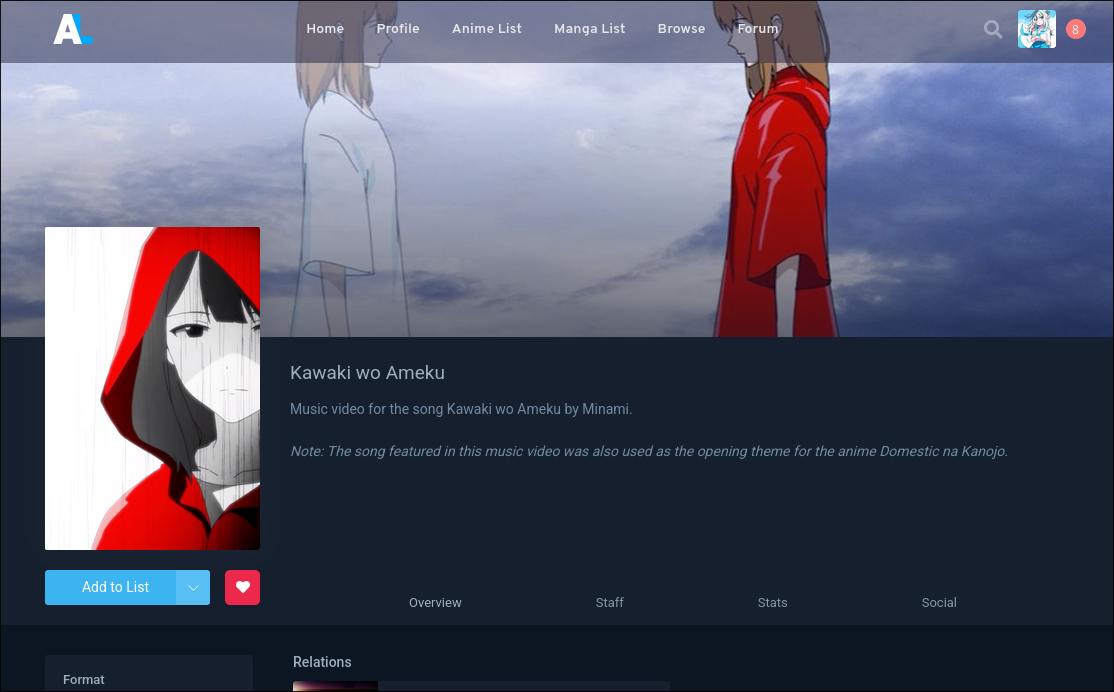 AL
Home Profile Anime List Manga List Browse Forum
8
Kawaki wo Ameku
Music video for the song Kawaki wo Ameku by Minami.
Note: The song featured in this music video was also used as the opening theme for the anime Domestic na Kanojo.
Add to List
Overview Staff Stats Social
Format
Relations